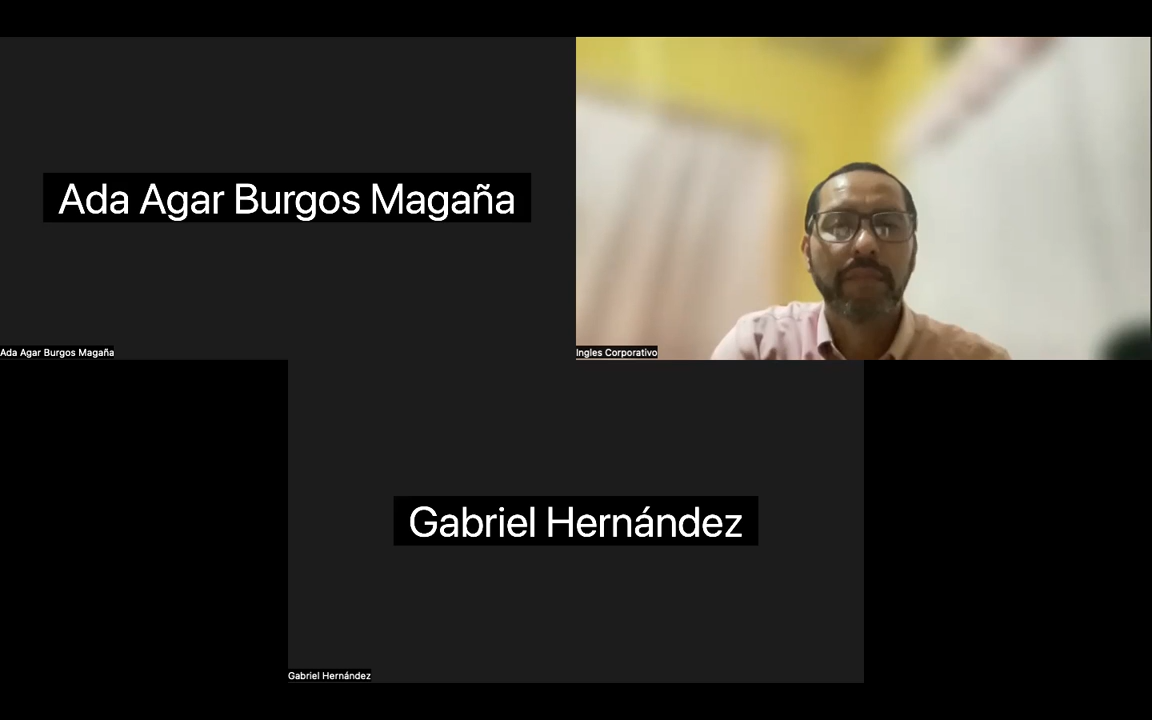 Ada Agar Burgos Magaña
Ada Agar Burgos Magaña
Ingles Corporativo
Gabriel Hernández
Gabriel Hernández